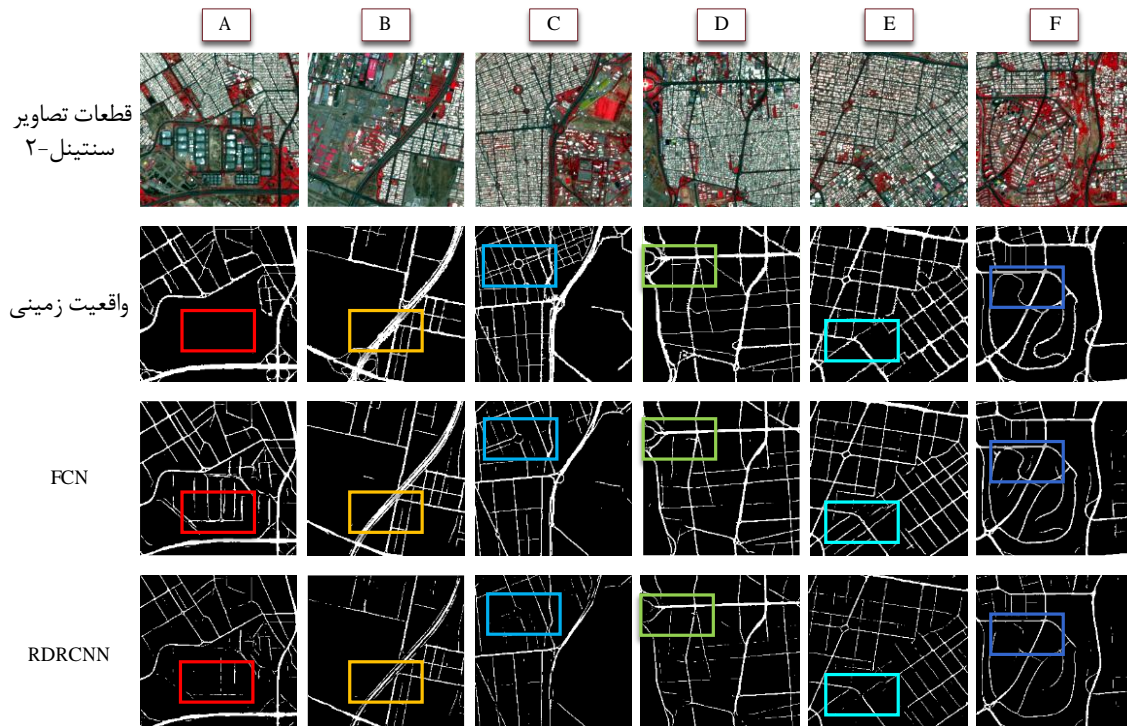 A B C D E F
قطعات تصاویر
سنتینل-۲
واقعیت زمینی
FCN
RDRCNN